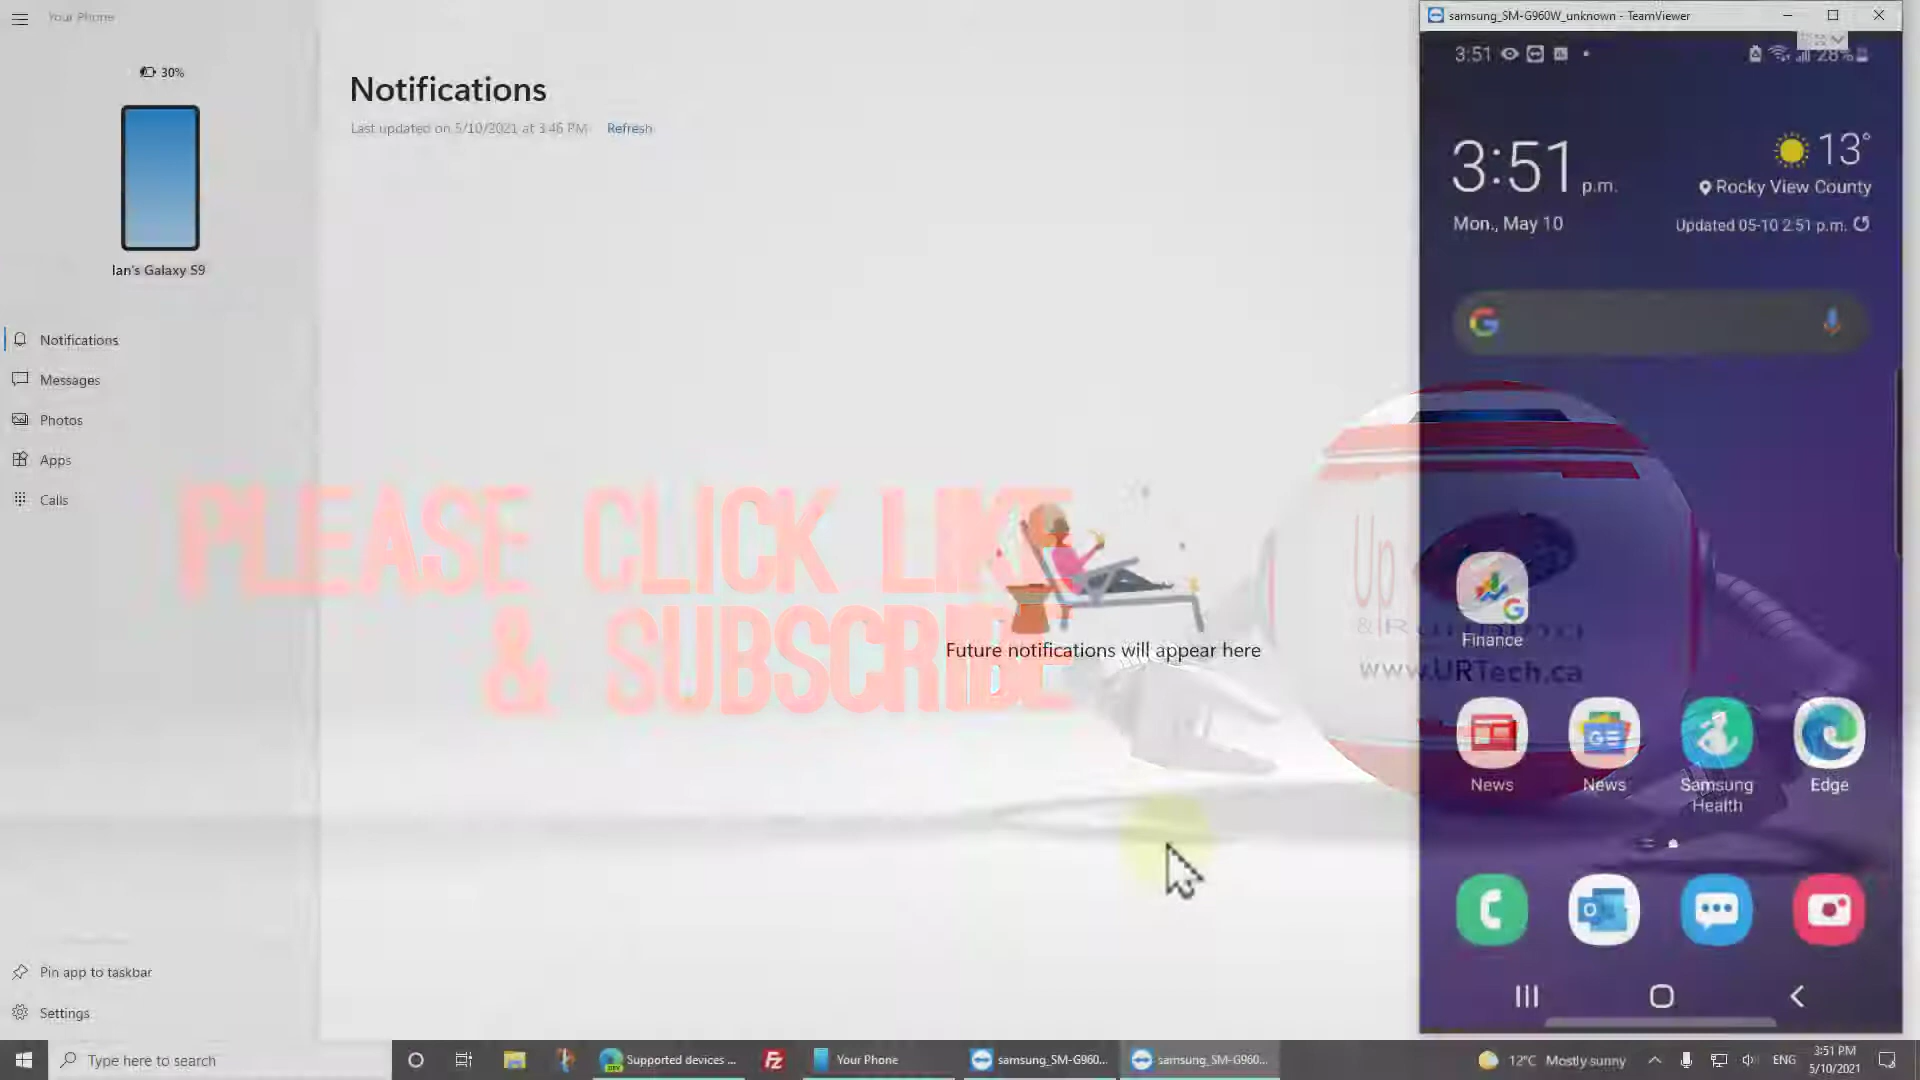 Your Phone
30%
Ian's Galaxy S9
Notifications
Messages
Photos
Apps
Calls
Pin app to taskbar
Settings
Notifications
Last updated on 5/10/2021 at 3:46 PM Refresh
PLEASE CLICK LIKE
& SUBSCRIBE
Future notifications will appear here
Up
www.URTech.ca
samsung_SM-G960W_unknown - TeamViewer
3:51
28%
3:51 p.m.
13°
Rocky View County
Mon., May 10
Updated 05-10 2:51 p.m.
Finance
News
News
Samsung
Health
Edge
Type here to search
Supported devices ...
Your Phone
samsung_SM-G960...
samsung_SM-G960...
12°C Mostly sunny
ENG
3:51 PM
5/10/2021